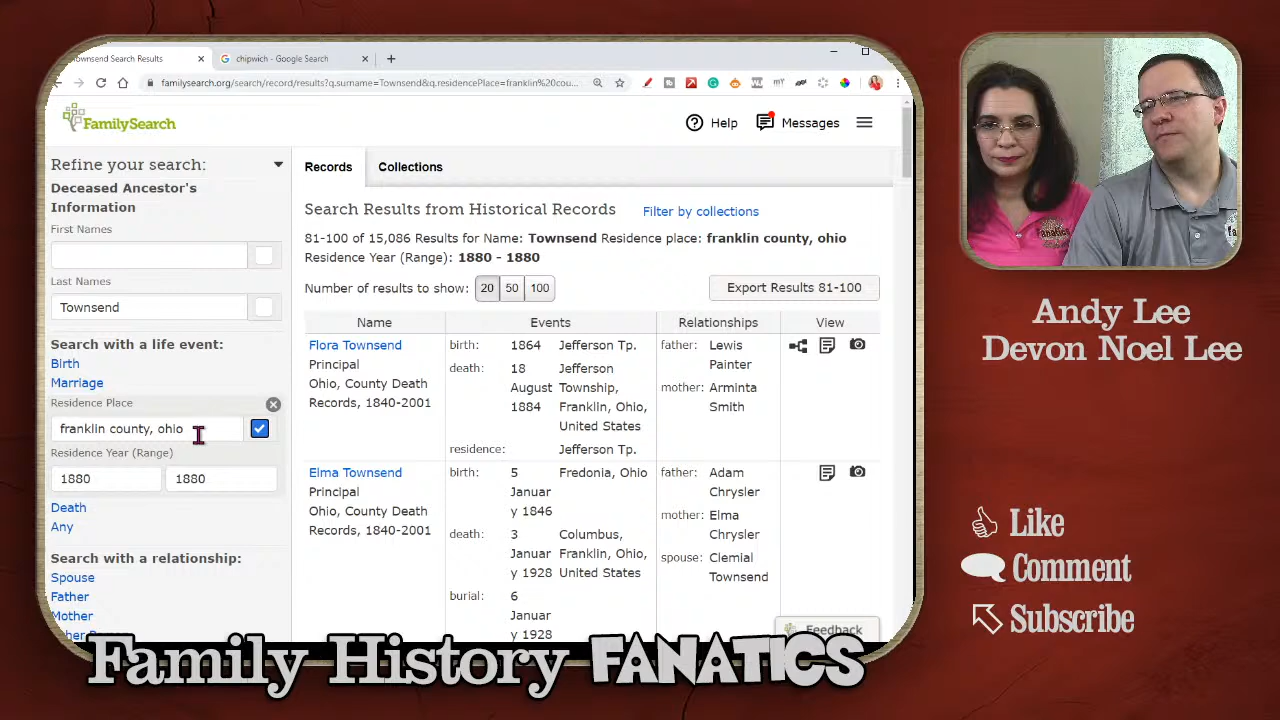 Townsend Search Results
chipwich - Google Search
familysearch.org/search/record/results?q.surname=Townsend&q.residencePlace=franklin%20cou...
FamilySearch
Help
Messages
Refine your search:
Deceased Ancestor's
Information
First Names
Last Names
Townsend
Search with a life event:
Birth
Marriage
Residence Place
franklin county, ohio
Residence Year (Range)
1880 1880
Death
Any
Search with a relationship:
Spouse
Father
Mother
Records Collections
Search Results from Historical Records Filter by collections
81-100 of 15,086 Results for Name: Townsend Residence place: franklin county, ohio
Residence Year (Range): 1880 - 1880
Number of results to show: 20 50 100 Export Results 81-100
Name Events Relationships View
Flora Townsend birth: 1864 Jefferson Tp. father: Lewis
Principal Painter
Ohio, County Death death: 18 Jefferson mother: Arminta
Records, 1840-2001 August Township, Smith
1884 Franklin, Ohio,
United States
residence: Jefferson Tp.
Elma Townsend birth: 5 Fredonia, Ohio father: Adam
Principal Januar Chrysler
Ohio, County Death y 1846 mother: Elma
Records, 1840-2001 death: 3 Columbus, Chrysler
Januar Franklin, Ohio, spouse: Clemial
y 1928 United States Townsend
burial: 6
Januar
y 1928
Feedback
Andy Lee
Devon Noel Lee
Like
Comment
Subscribe
Family History FANATICS